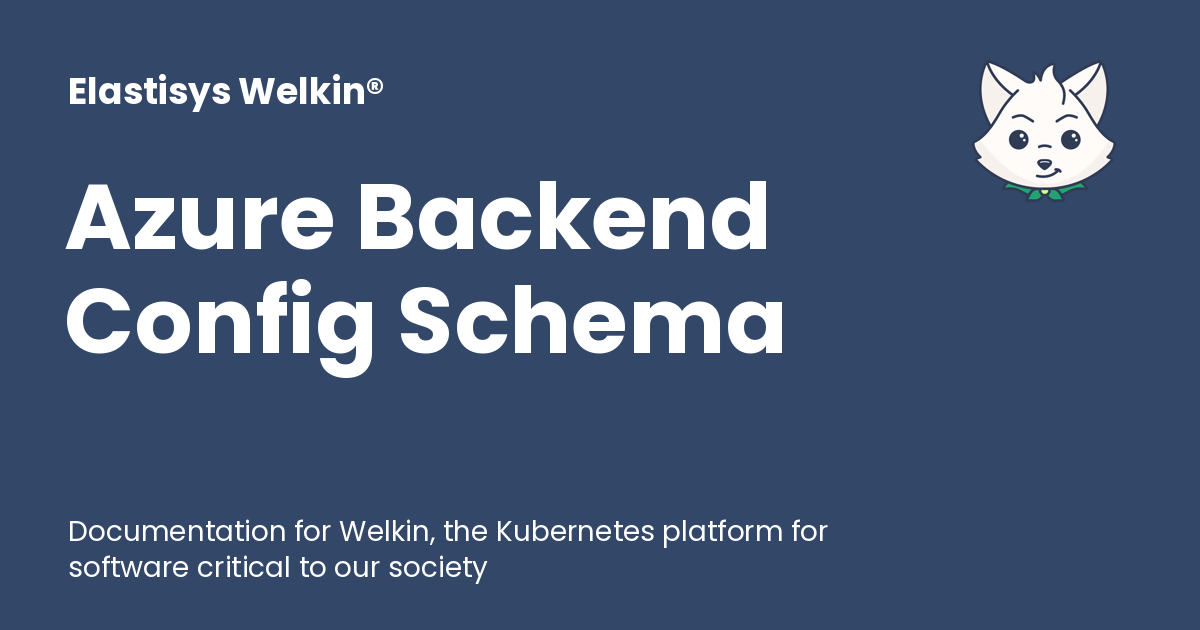 Elastisys Welkin®
Azure Backend
Config Schema
Documentation for Welkin, the Kubernetes platform for
software critical to our society